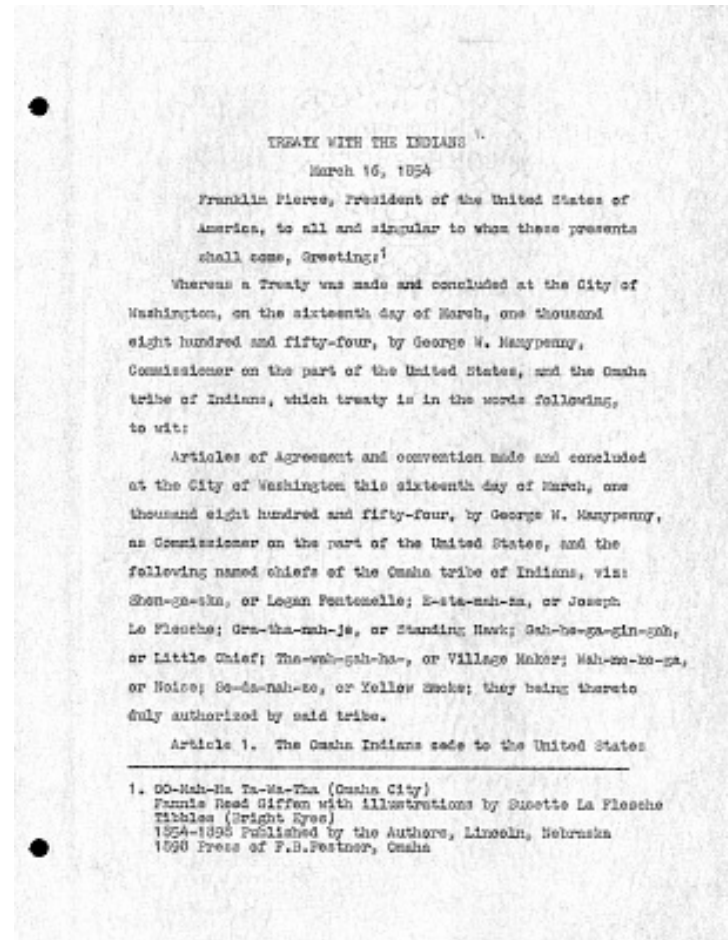 TREATY WITH THE INDIANS 1.
March 16, 1854
Franklin Pierce, President of the United States of
America, to all and singular to whom these presents
shall come, Greeting:1
Whereas a Treaty was made and concluded at the City of
Washington, on the sixteenth day of March, one thousand
eight hundred and fifty-four, by George W. Manypenny,
Commissioner on the part of the United States, and the Omaha
tribe of Indians, which treaty is in the words following,
to wit:
Articles of Agreement and convention made and concluded
at the City of Washington this sixteenth day of March, one
thousand eight hundred and fifty-four, by George W. Manypenny,
as Commissioner on the part of the United States, and the
following named chiefs of the Omaha tribe of Indians, viz:
Shon-ga-ska, or Logan Fontenelle; E-sta-mah-za, or Joseph
Le Flesche; Gra-tha-nah-je, or Standing Hawk; Gah-he-ga-gin-gah,
or Little Chief; Tha-wah-gah-ha-, or Village Maker; Wah-no-ke-ga,
or Noise; So-da-nah-ze, or Yellow Smoke; they being thereto
duly authorized by said tribe.
Article 1. The Omaha Indians cede to the United States
1. OO-Mah-Ha Ta-Wa-Tha (Omaha City)
Fannie Reed Giffen with illustrations by Susette La Flesche
Tibbles (Bright Eyes)
1854-1898 Published by the Authors, Lincoln, Nebraska
1898 Press of F.B.Festner, Omaha